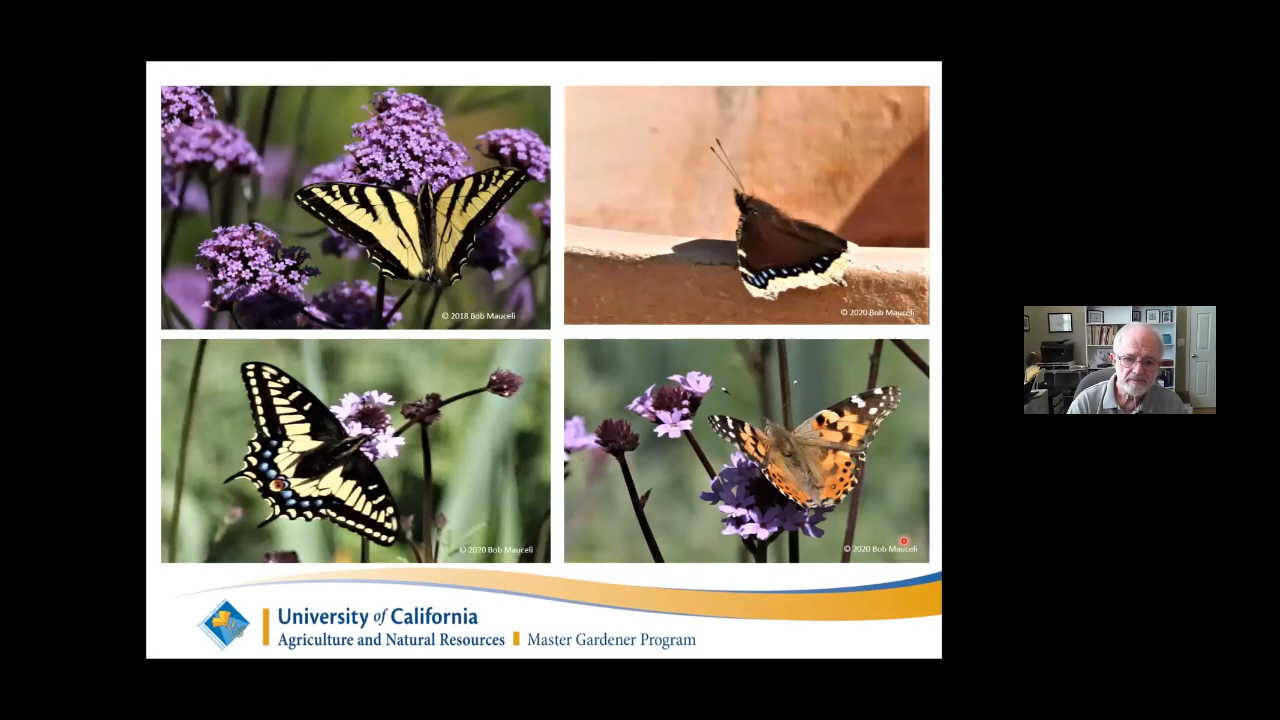 © 2018 Bob Mauceli
© 2020 Bob Mauceli
© 2020 Bob Mauceli
© 2020 Bob Mauceli
University of California
Agriculture and Natural Resources Master Gardener Program